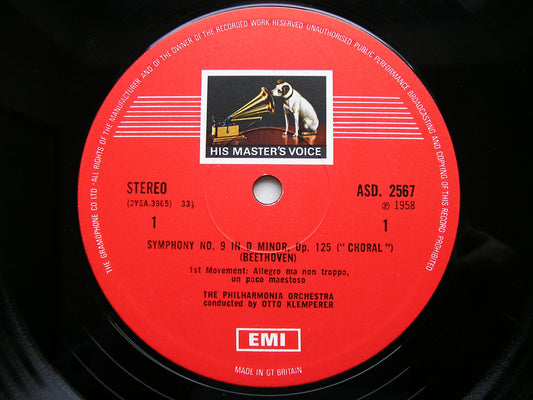 THE GRAMOPHONE CO LTD · ALL RIGHTS OF THE MANUFACTURER AND OF THE OWNER OF THE RECORDED WORK RESERVED · UNAUTHORISED PUBLIC PERFORMANCE BROADCASTING AND COPYING OF THIS RECORD PROHIBITED
HIS MASTER'S VOICE
STEREO ASD. 2567
(2YEA.3965) 33⅓ ℗ 1958
1 1
SYMPHONY NO. 9 IN D MINOR, Op. 125 ("CHORAL")
(BEETHOVEN)
1st Movement: Allegro ma non troppo,
un poco maestoso
THE PHILHARMONIA ORCHESTRA
conducted by OTTO KLEMPERER
EMI
MADE IN GT BRITAIN